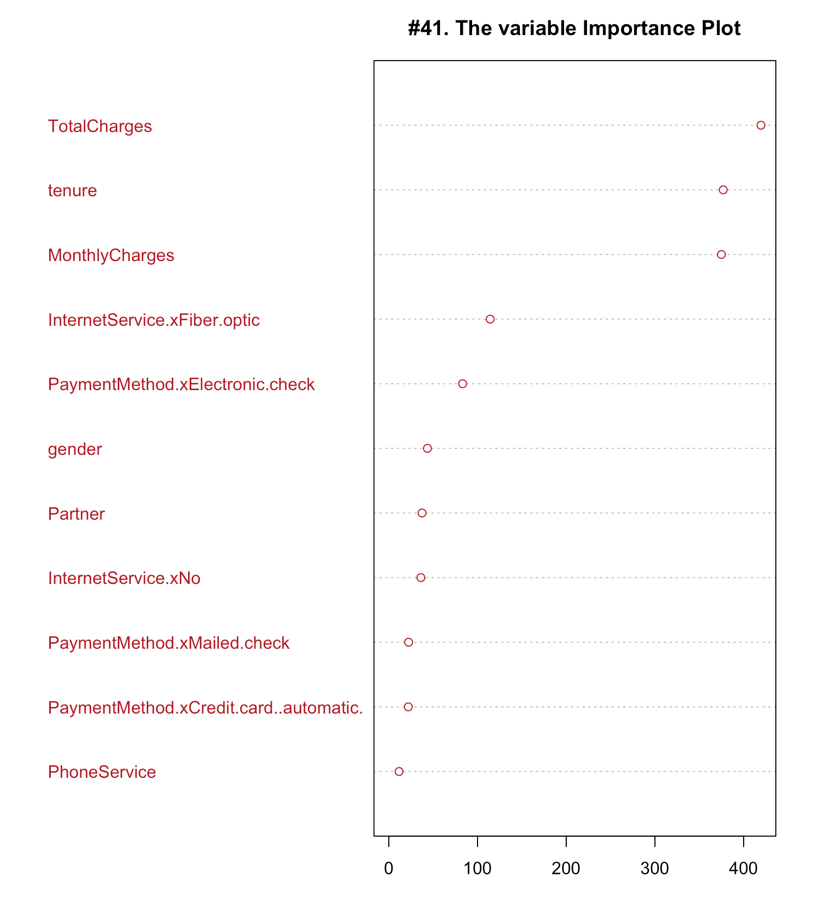 #41. The variable Importance Plot
TotalCharges
tenure
MonthlyCharges
InternetService.xFiber.optic
PaymentMethod.xElectronic.check
gender
Partner
InternetService.xNo
PaymentMethod.xMailed.check
PaymentMethod.xCredit.card..automatic.
PhoneService
0 100 200 300 400